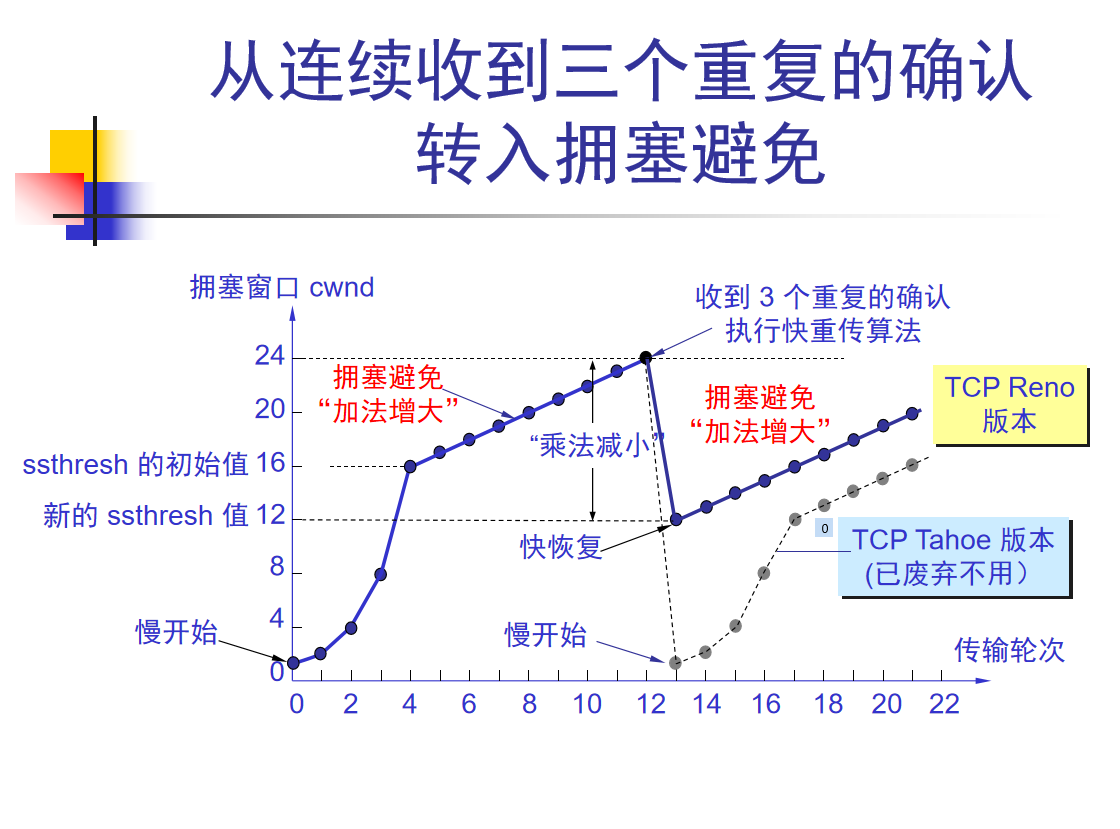 从连续收到三个重复的确认
转入拥塞避免
拥塞窗口 cwnd
收到 3 个重复的确认
执行快重传算法
24
拥塞避免
“加法增大”
拥塞避免
“加法增大”
TCP Reno
版本
20
“乘法减小”
ssthresh 的初始值 16
新的 ssthresh 值 12
0
快恢复
TCP Tahoe 版本
(已废弃不用）
8
4
慢开始
慢开始
传输轮次
0
0 2 4 6 8 10 12 14 16 18 20 22